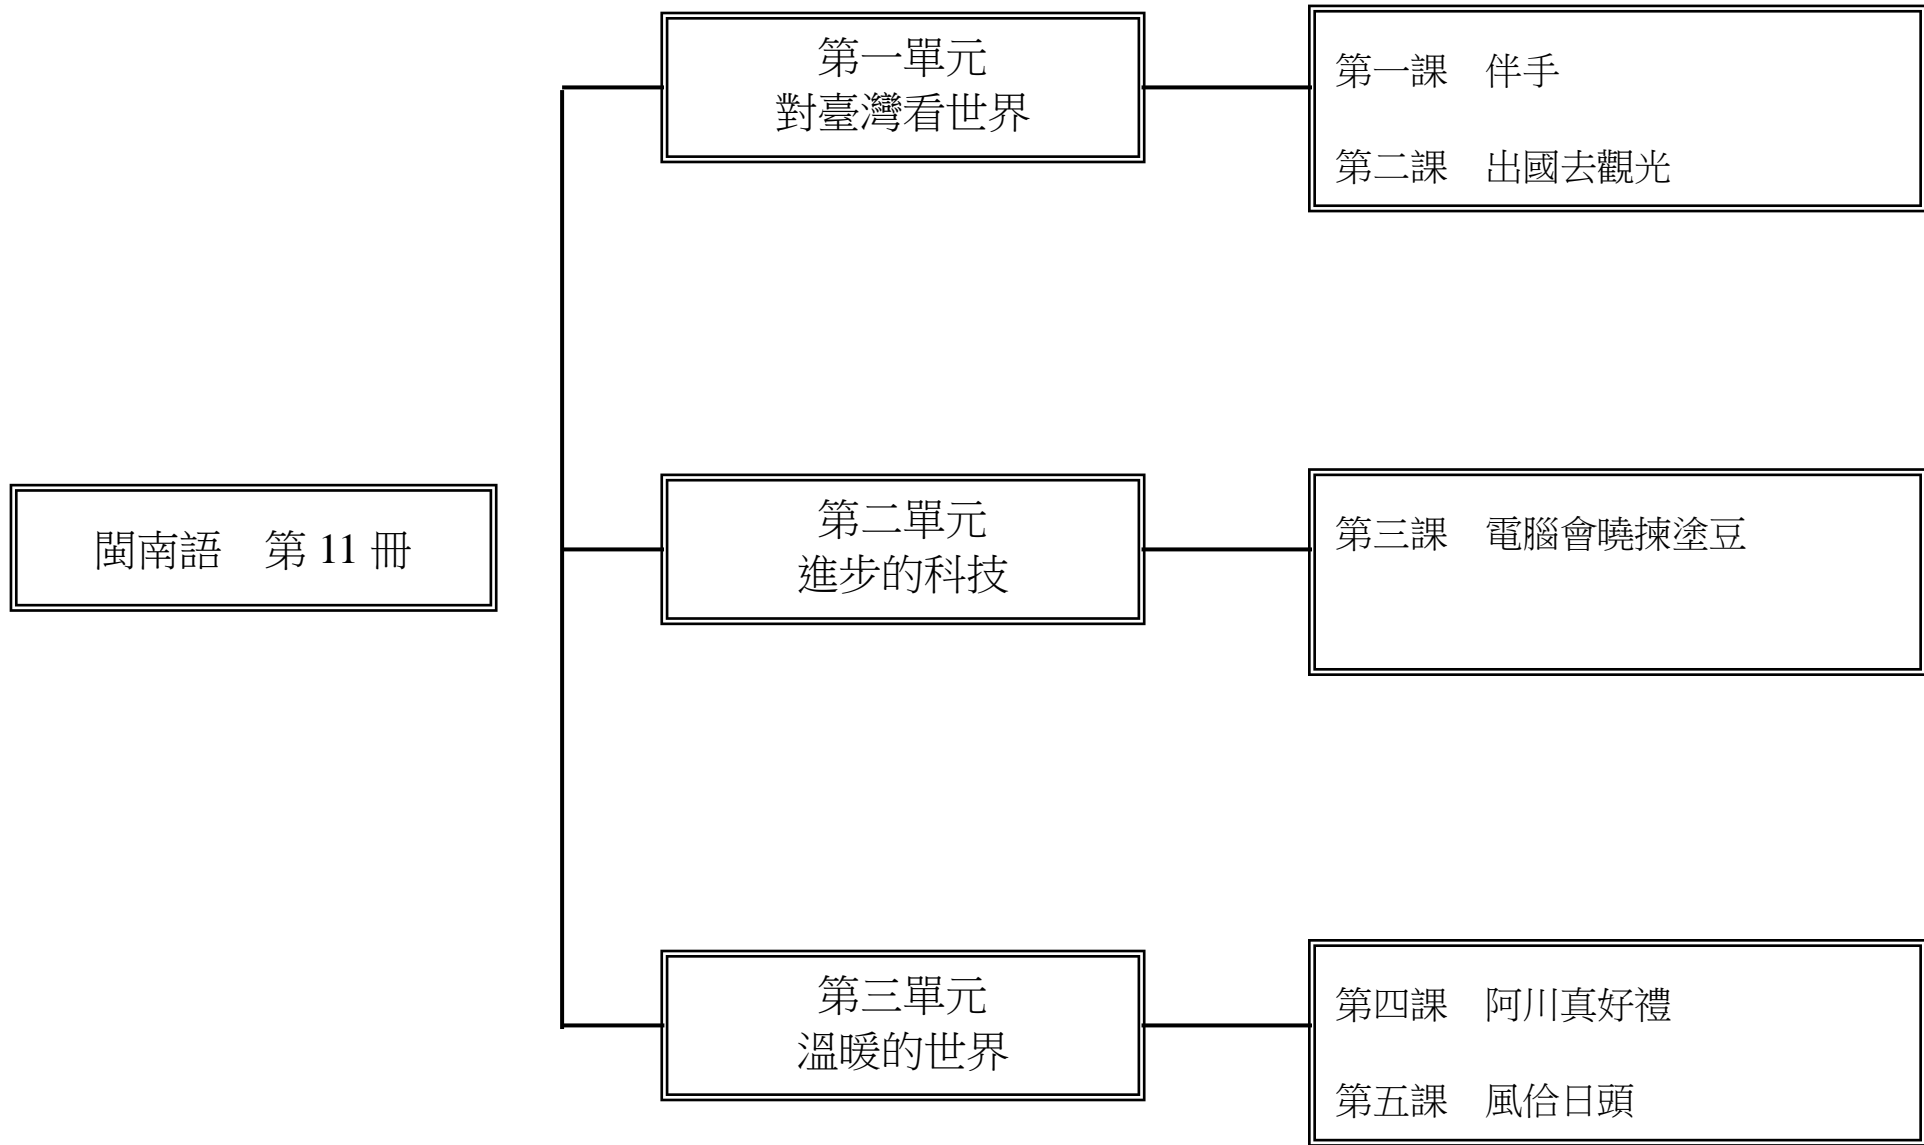 閩南語　第 11 冊
第一單元
對臺灣看世界
第一課　伴手
第二課　出國去觀光
第二單元
進步的科技
第三課　電腦會曉揀塗豆
第三單元
溫暖的世界
第四課　阿川真好禮
第五課　風佮日頭